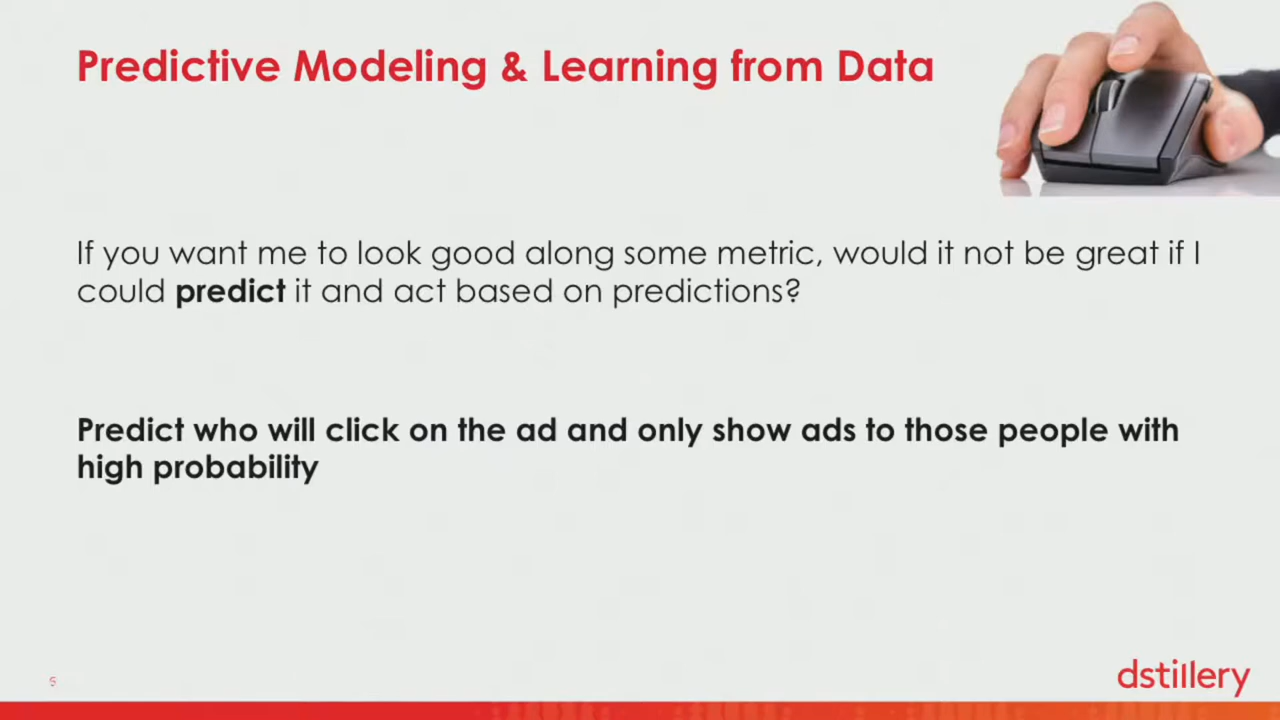 Predictive Modeling & Learning from Data
If you want me to look good along some metric, would it not be great if I
could predict it and act based on predictions?
Predict who will click on the ad and only show ads to those people with
high probability
5
dstillery